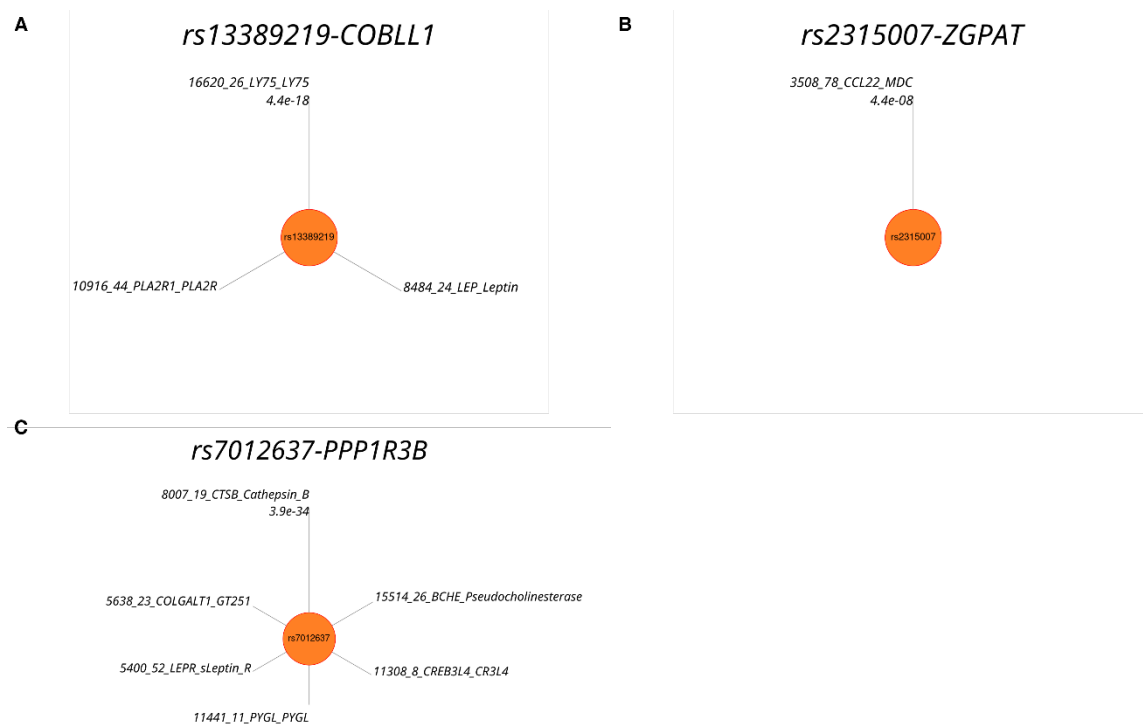 A
rs13389219-COBLL1
16620_26_LY75_LY75
4.4e-18
rs13389219
10916_44_PLA2R1_PLA2R
8484_24_LEP_Leptin
B
rs2315007-ZGPAT
3508_78_CCL22_MDC
4.4e-08
rs2315007
C
rs7012637-PPP1R3B
8007_19_CTSB_Cathepsin_B
3.9e-34
5638_23_COLGALT1_GT251
15514_26_BCHE_Pseudocholinesterase
rs7012637
5400_52_LEPR_sLeptin_R
11308_8_CREB3L4_CR3L4
11441_11_PYGL_PYGL